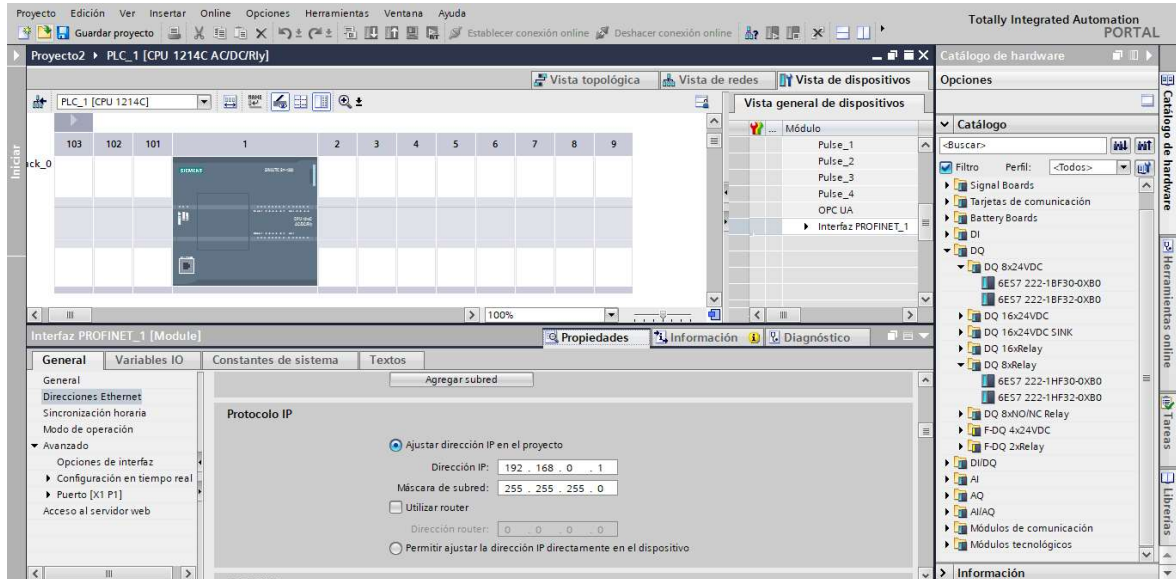 Proyecto Edición Ver Insertar Online Opciones Herramientas Ventana Ayuda
Totally Integrated Automation
PORTAL
Guardar proyecto
Establecer conexión online
Deshacer conexión online
Proyecto2 PLC_1 [CPU 1214C AC/DC/Rly]
Vista topológica
Vista de redes
Vista de dispositivos
PLC_1 [CPU 1214C]
103 102 101 1 2 3 4 5 6 7 8 9
ck_0
SIEMENS
100%
Vista general de dispositivos
... Módulo
Pulse_1
Pulse_2
Pulse_3
Pulse_4
OPC UA
Interfaz PROFINET_1
Iniciar
Interfaz PROFINET_1 [Module]
Propiedades
Información
Diagnóstico
General
Variables IO
Constantes de sistema
Textos
General
Direcciones Ethernet
Sincronización horaria
Modo de operación
Avanzado
Opciones de interfaz
Configuración en tiempo real
Puerto [X1 P1]
Acceso al servidor web
Agregar subred
Protocolo IP
Ajustar dirección IP en el proyecto
Dirección IP: 192 . 168 . 0 . 1
Máscara de subred: 255 . 255 . 255 . 0
Utilizar router
Dirección router: 0 . 0 . 0 . 0
Permitir ajustar la dirección IP directamente en el dispositivo
Catálogo de hardware
Opciones
Catálogo
<Buscar>
Filtro Perfil: <Todos>
Signal Boards
Tarjetas de comunicación
Battery Boards
DI
DQ
DQ 8x24VDC
6ES7 222-1BF30-0XB0
6ES7 222-1BF32-0XB0
DQ 16x24VDC
DQ 16x24VDC SINK
DQ 16xRelay
DQ 8xRelay
6ES7 222-1HF30-0XB0
6ES7 222-1HF32-0XB0
DQ 8xNO/NC Relay
F-DQ 4x24VDC
F-DQ 2xRelay
DI/DQ
AI
AQ
AI/AQ
Módulos de comunicación
Módulos tecnológicos
Información
Catálogo de hardware
Herramientas online
Tareas
Librerías